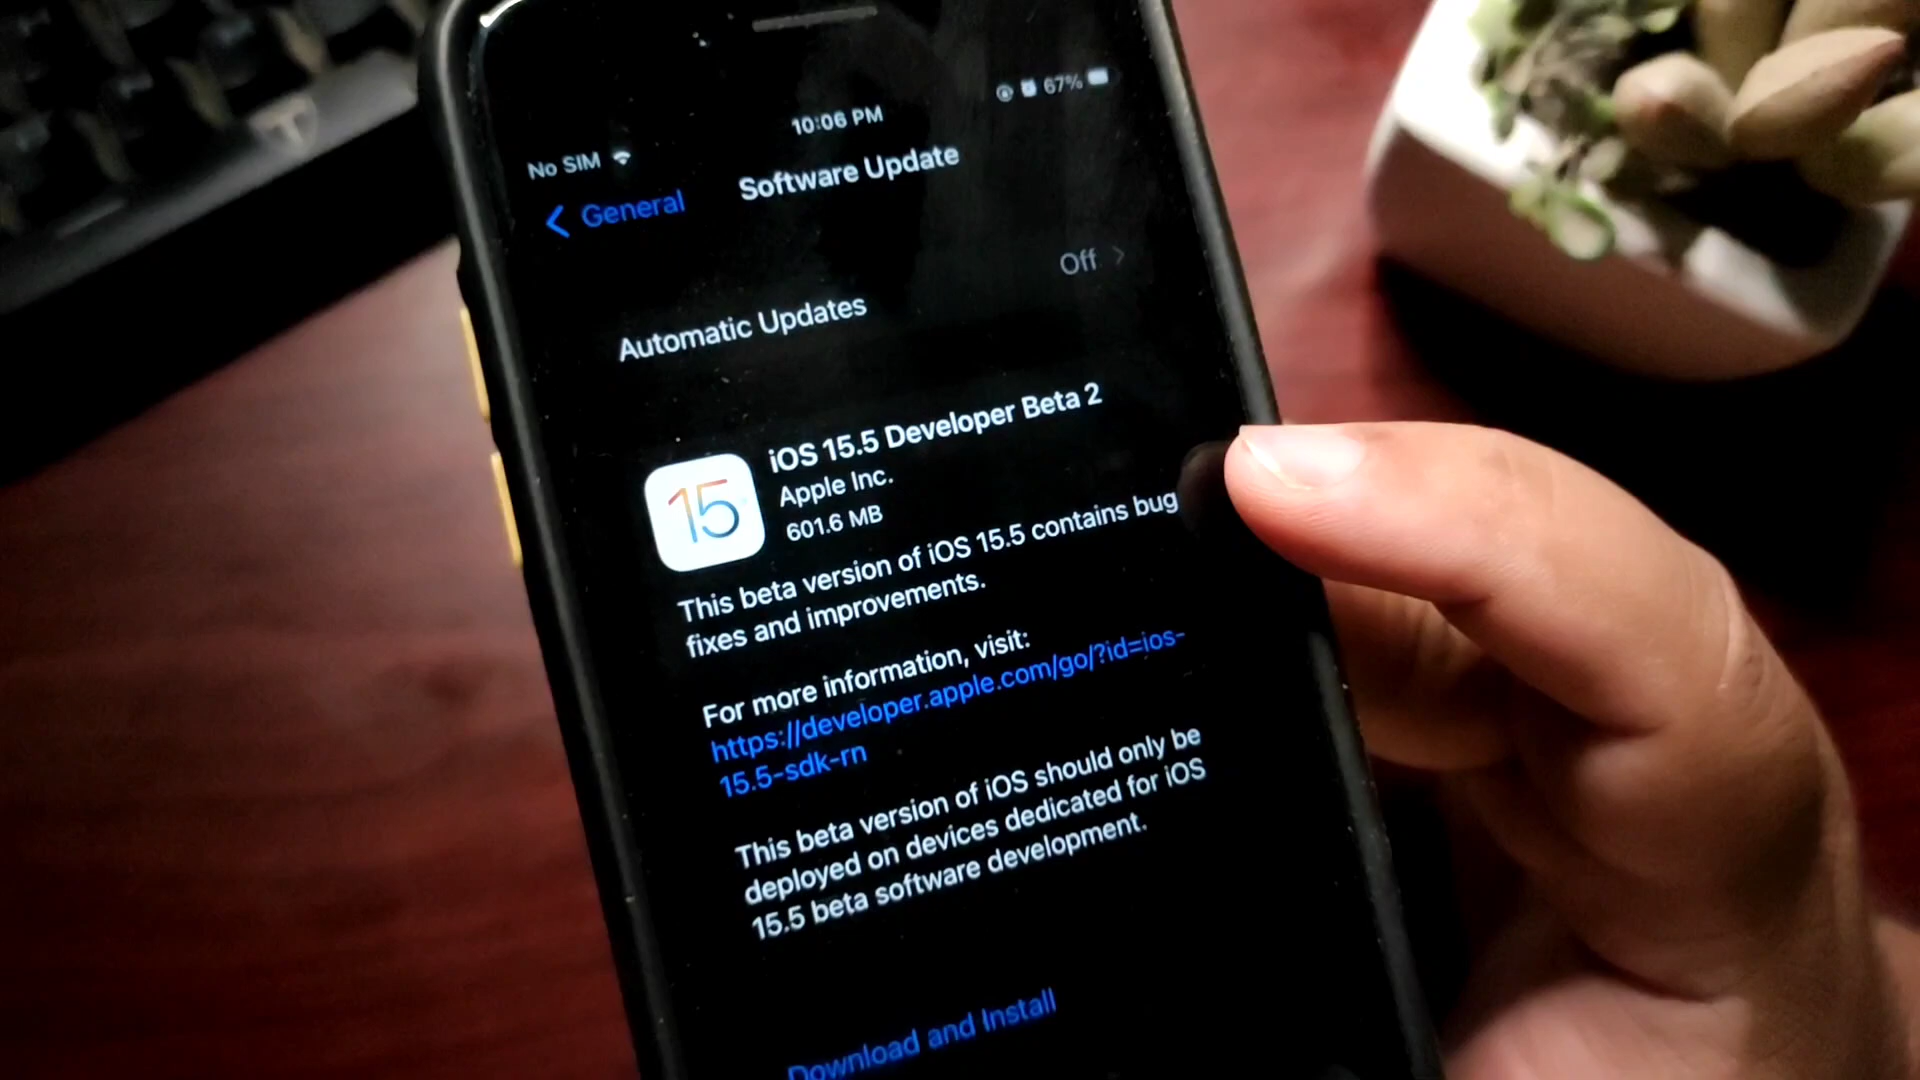 10:06 PM
67%
No SIM
General
Software Update
Automatic Updates
Off
15
iOS 15.5 Developer Beta 2
Apple Inc.
601.6 MB
This beta version of iOS 15.5 contains bug
fixes and improvements.
For more information, visit:
https://developer.apple.com/go/?id=ios-
15.5-sdk-rn
This beta version of iOS should only be
deployed on devices dedicated for iOS
15.5 beta software development.
Download and Install